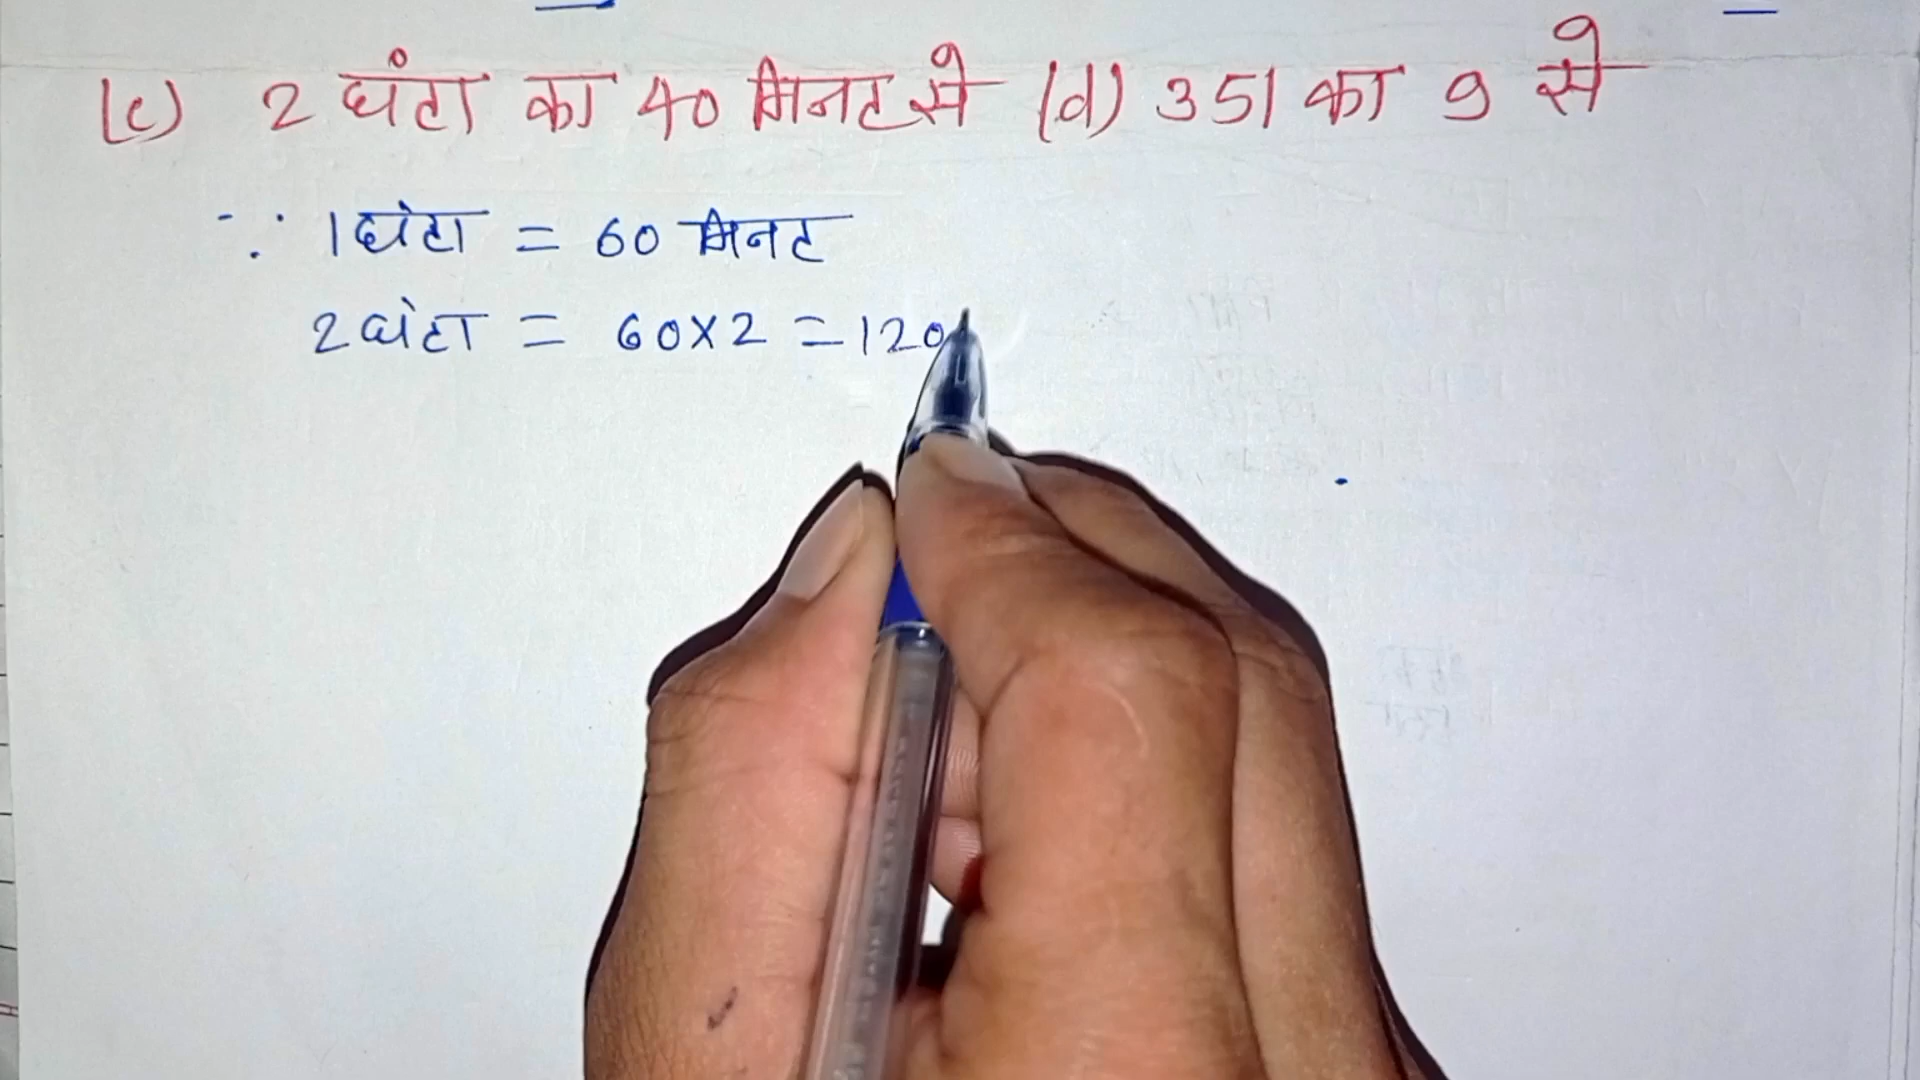 (c) 2 घंटा का 40 मिनट से (d) 351 का 9 से
∵ 1 घंटा = 60 मिनट
2 घंटा = 60×2 = 120